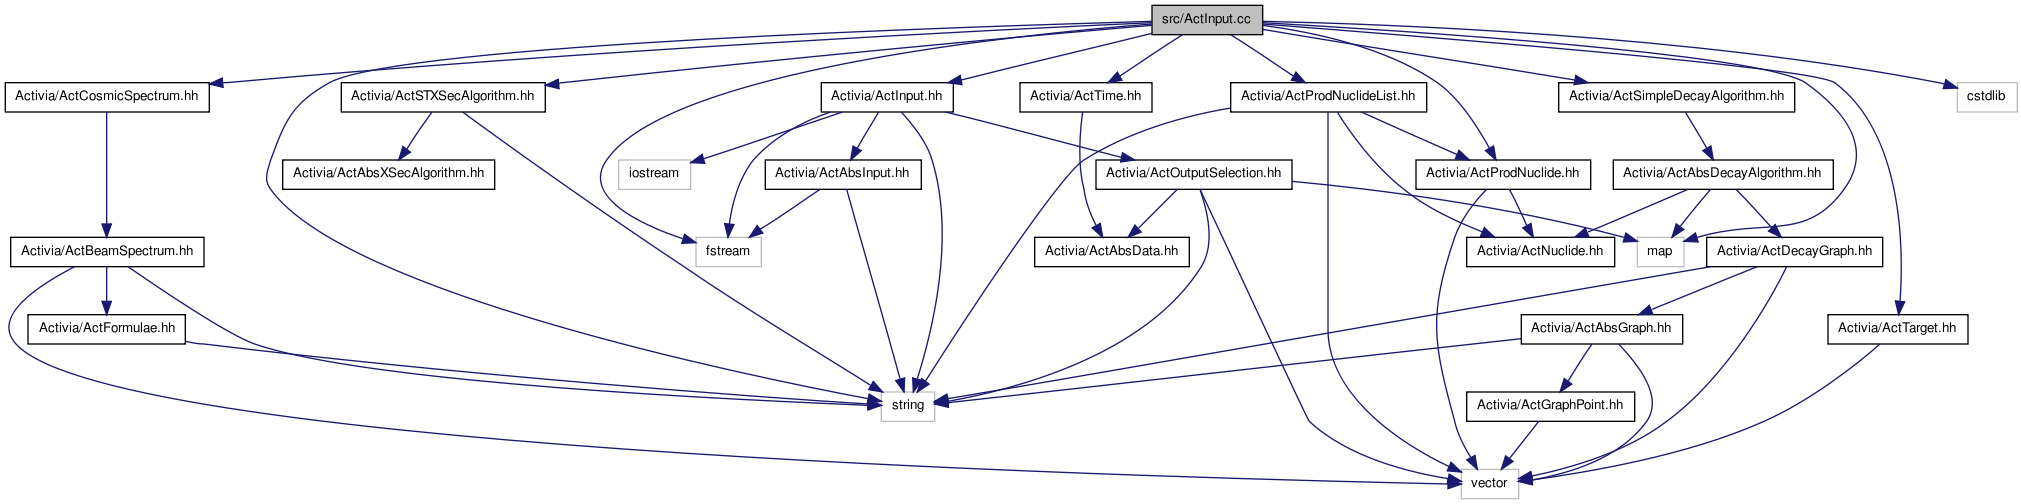 src/ActInput.cc
Activia/ActCosmicSpectrum.hh
Activia/ActSTXSecAlgorithm.hh
Activia/ActInput.hh
Activia/ActTime.hh
Activia/ActProdNuclideList.hh
Activia/ActSimpleDecayAlgorithm.hh
cstdlib
Activia/ActAbsXSecAlgorithm.hh
iostream
Activia/ActAbsInput.hh
Activia/ActOutputSelection.hh
Activia/ActProdNuclide.hh
Activia/ActAbsDecayAlgorithm.hh
Activia/ActBeamSpectrum.hh
fstream
Activia/ActAbsData.hh
Activia/ActNuclide.hh
map
Activia/ActDecayGraph.hh
Activia/ActFormulae.hh
Activia/ActAbsGraph.hh
Activia/ActTarget.hh
string
Activia/ActGraphPoint.hh
vector